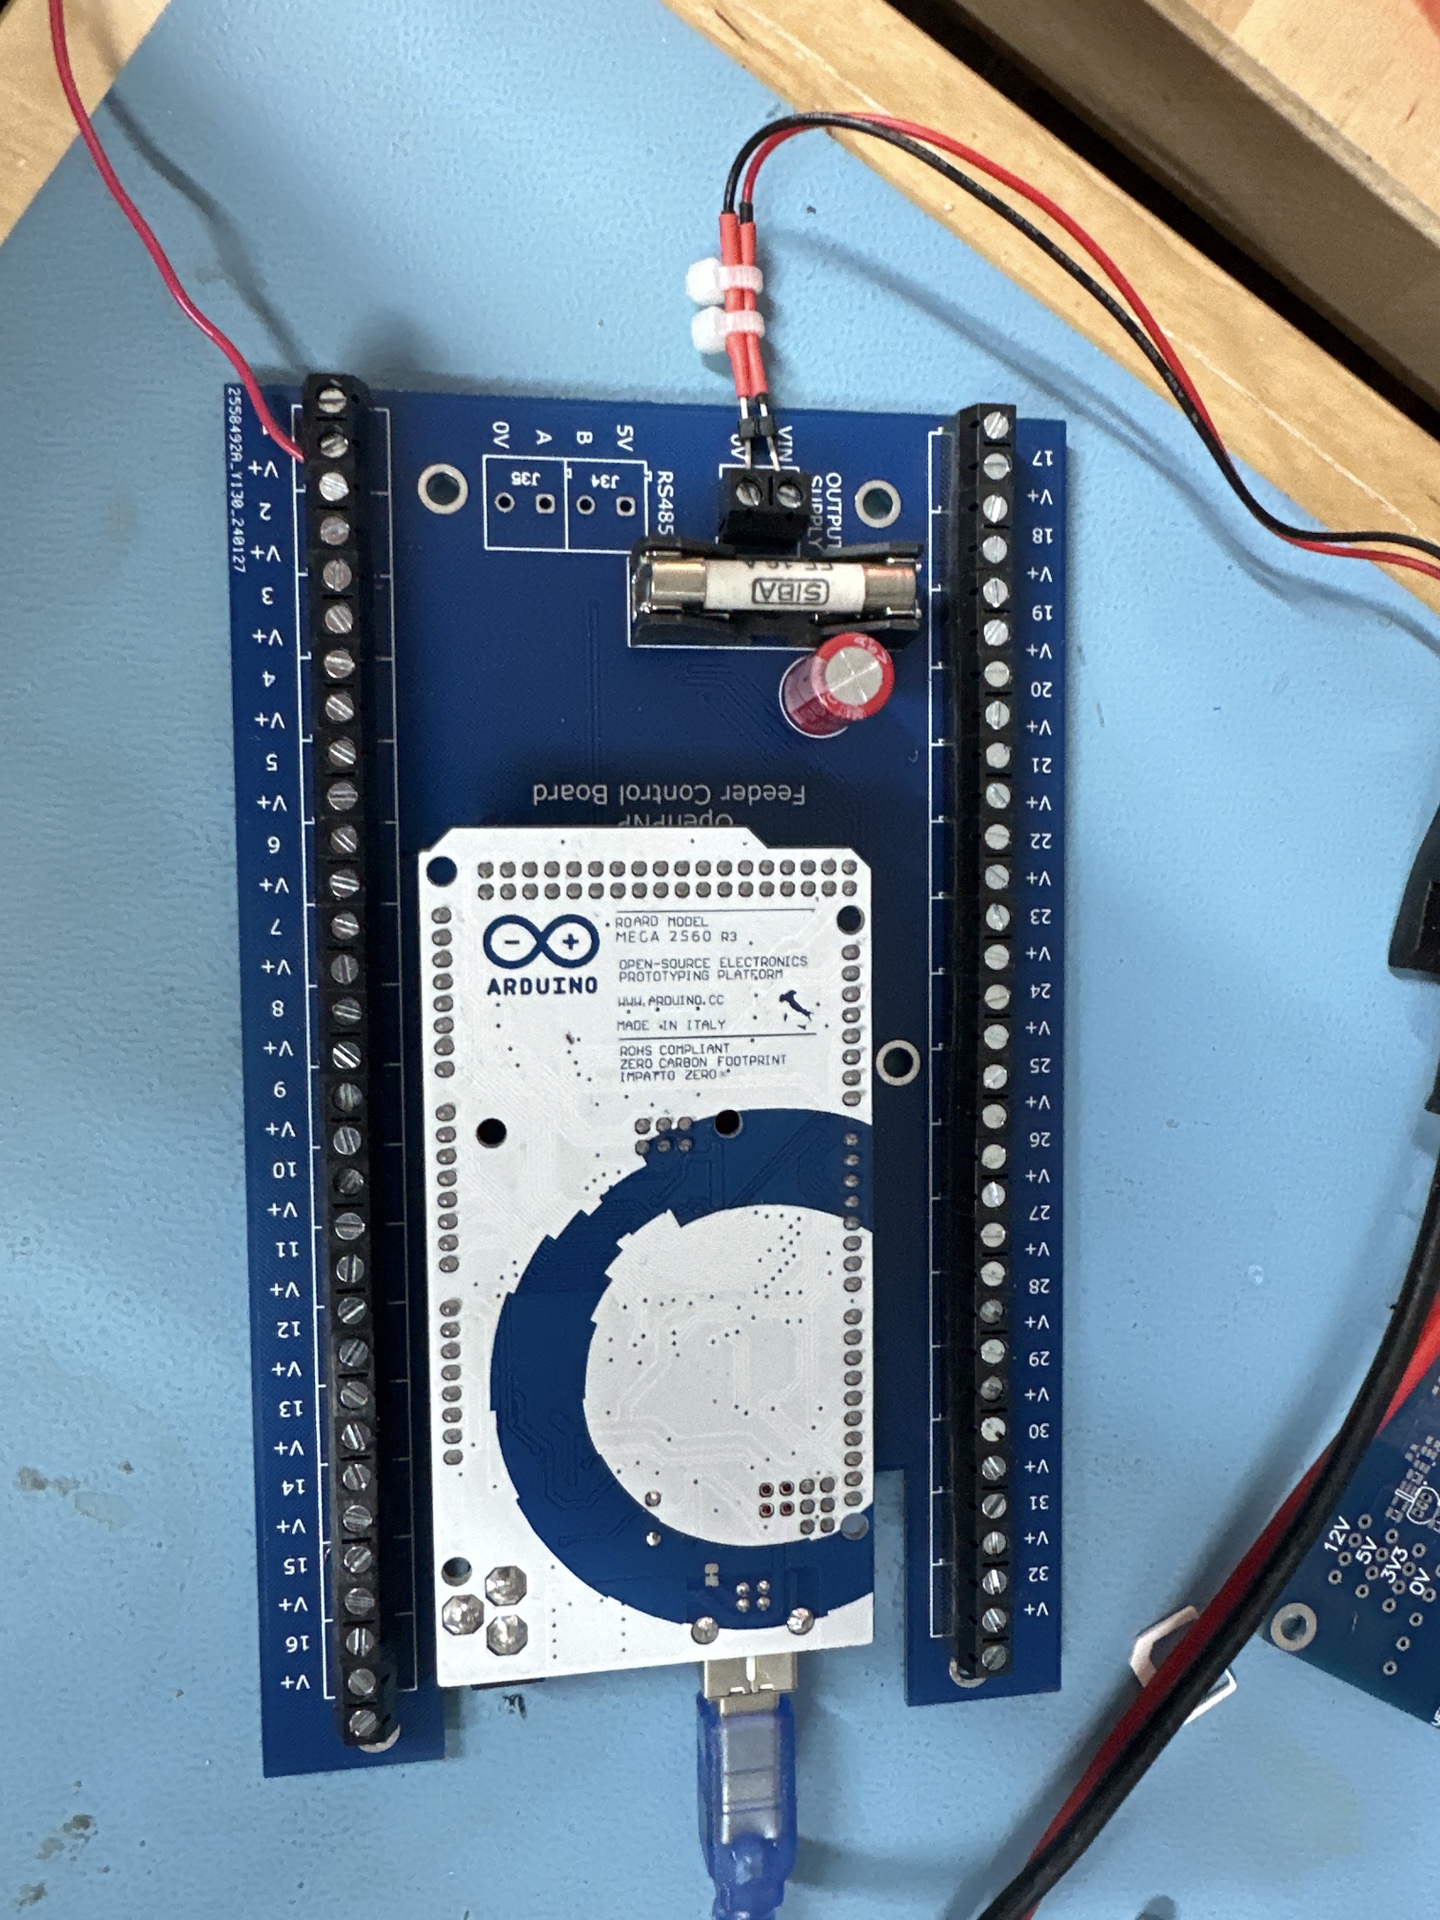 2558492A_Y130_240127
V+
2
V+
3
V+
4
V+
5
V+
6
V+
7
V+
8
V+
9
V+
10
V+
11
V+
12
V+
13
V+
14
V+
15
V+
16
V+
0V
A
B
5V
J35
J34
RS485
0V
VIN
OUTPUT
SUPPLY
SIBA
OpenPNP
Feeder Control Board
ARDUINO
BOARD MODEL
MEGA 2560 R3
OPEN-SOURCE ELECTRONICS
PROTOTYPING PLATFORM
WWW.ARDUINO.CC
MADE IN ITALY
ROHS COMPLIANT
ZERO CARBON FOOTPRINT
IMPATTO ZERO®
17
V+
18
V+
19
V+
20
V+
21
V+
22
V+
23
V+
24
V+
25
V+
26
V+
27
V+
28
V+
29
V+
30
V+
31
V+
32
V+
12V
5V
3V3
0V